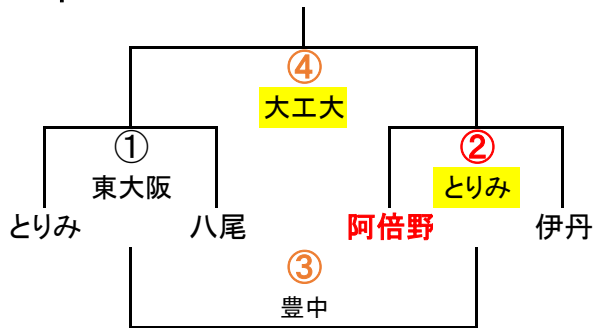 ④
大工大
① ②
東大阪 とりみ
とりみ 八尾 阿倍野 伊丹
③
豊中